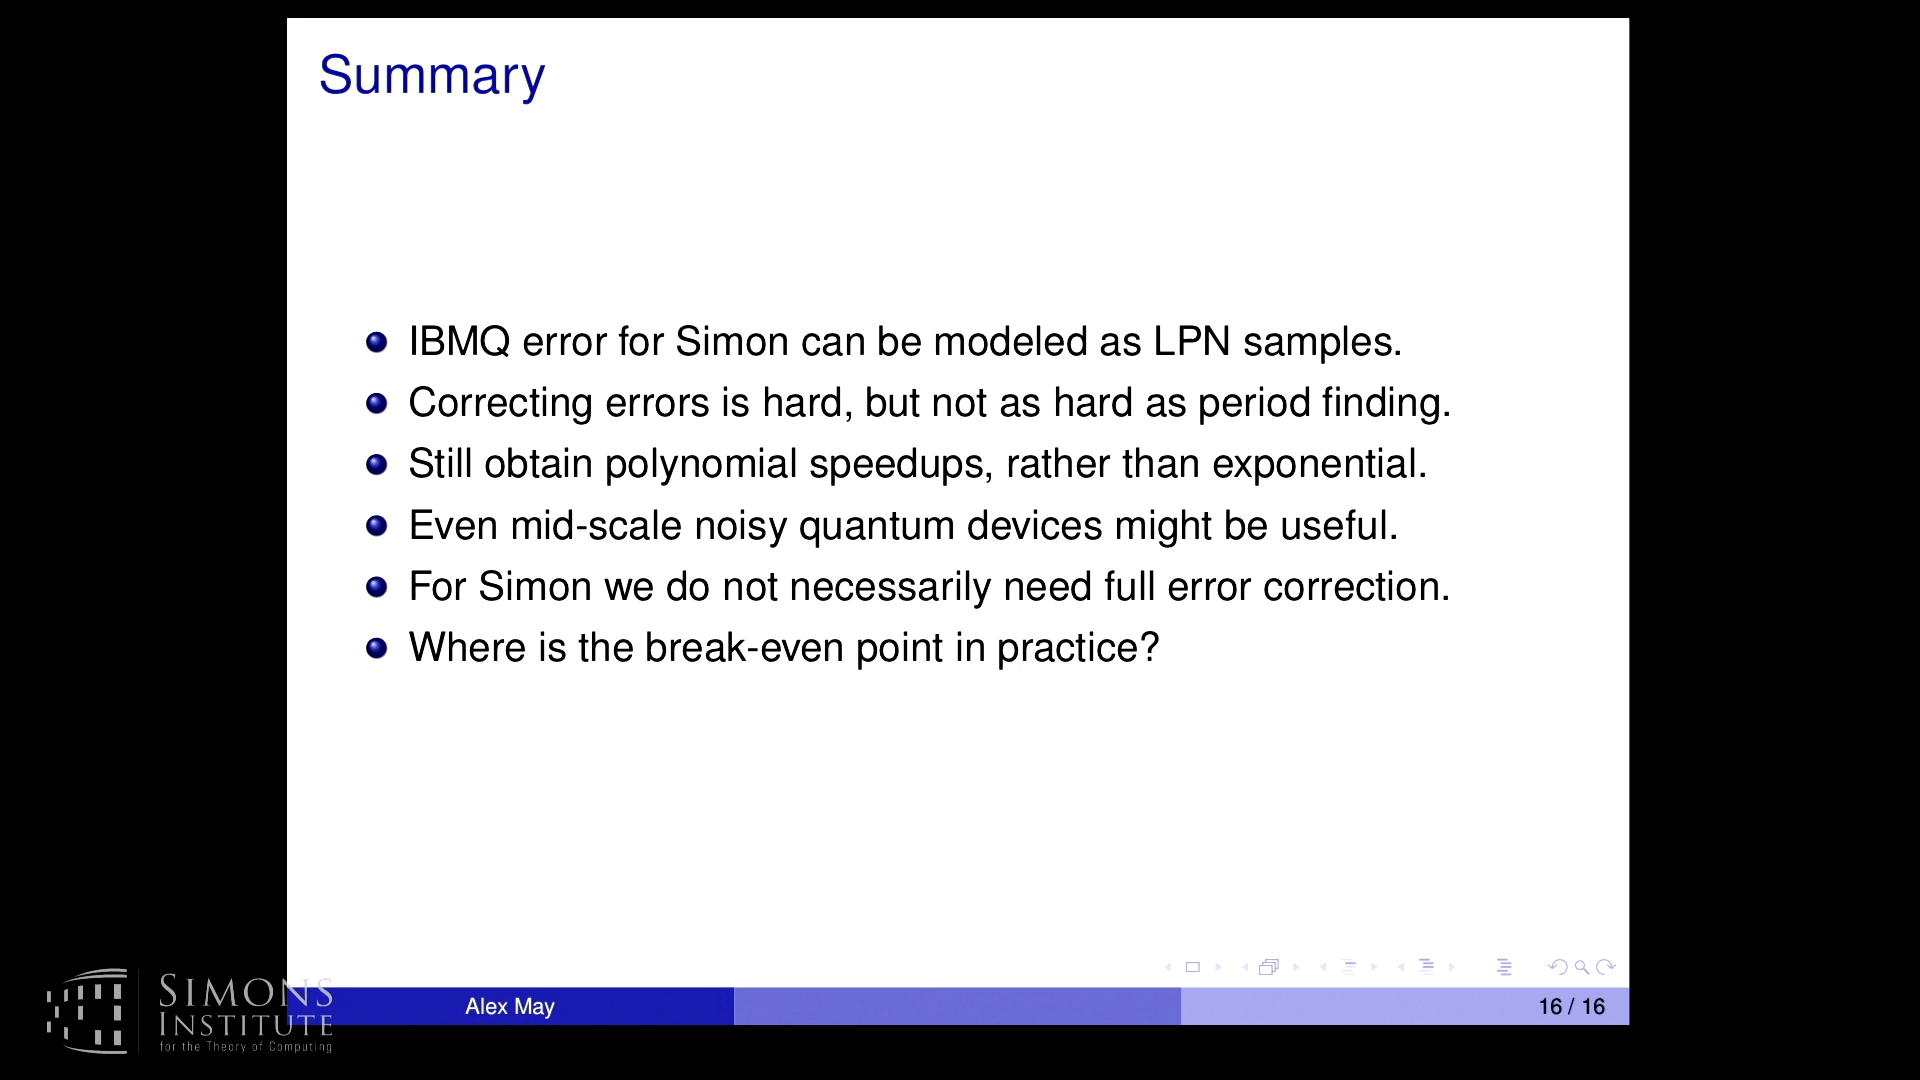 Summary
IBMQ error for Simon can be modeled as LPN samples.
Correcting errors is hard, but not as hard as period finding.
Still obtain polynomial speedups, rather than exponential.
Even mid-scale noisy quantum devices might be useful.
For Simon we do not necessarily need full error correction.
Where is the break-even point in practice?
Alex May
16 / 16
SIMONS
INSTITUTE
for the Theory of Computing